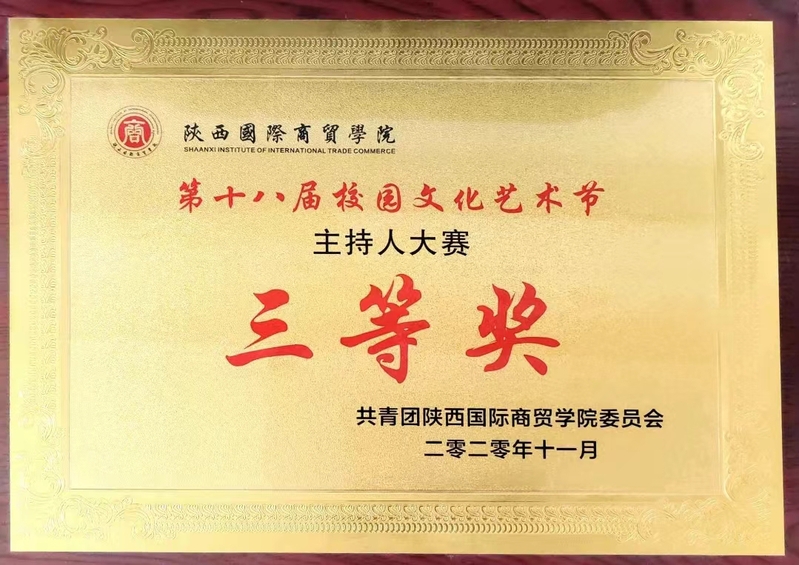 商
陝西國際商貿學院
SHAANXI INSTITUTE OF INTERNATIONAL TRADE COMMERCE
第十八届校园文化艺术节
主持人大赛
三等奖
共青团陕西国际商贸学院委员会
二零二零年十一月